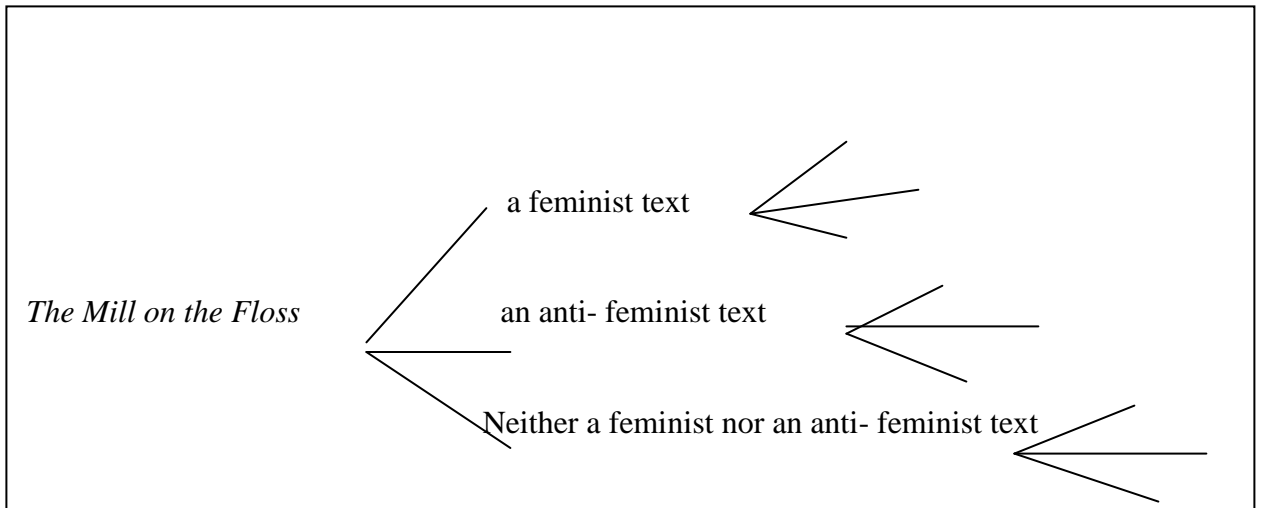 a feminist text
The Mill on the Floss an anti- feminist text
Neither a feminist nor an anti- feminist text